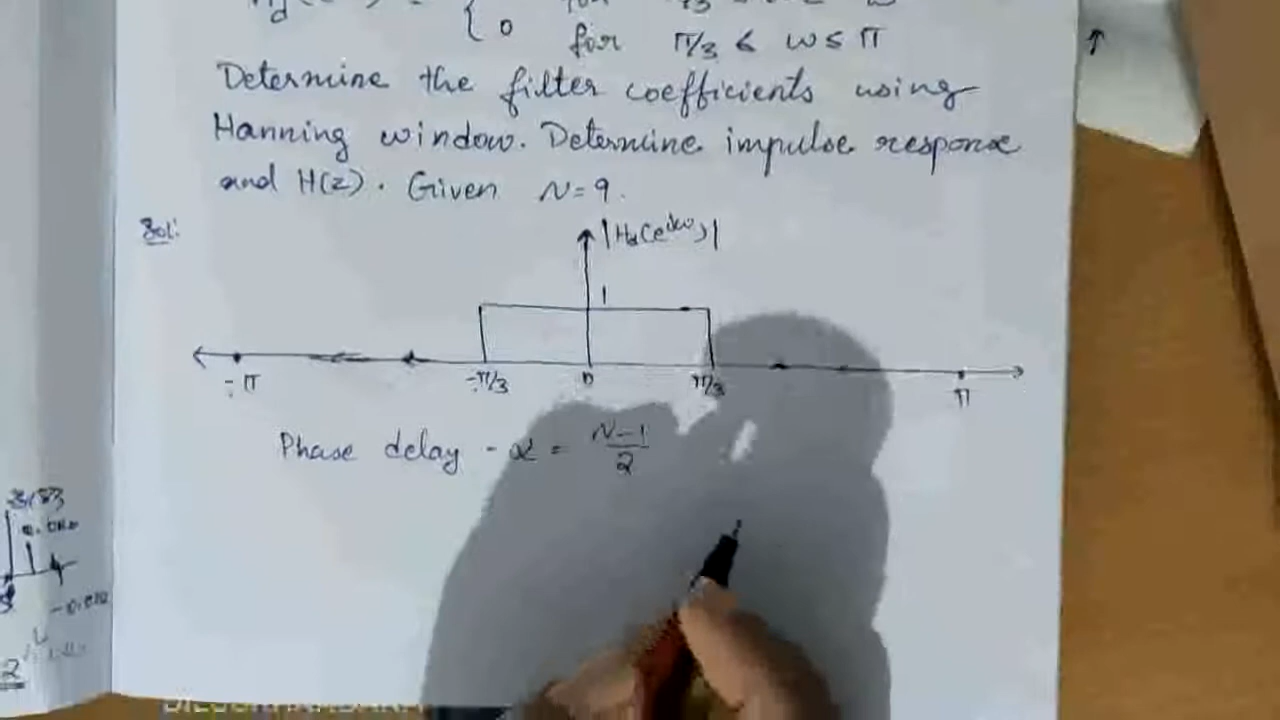 0 for π/3 < ω ≤ π
Determine the filter coefficients using
Hanning window. Determine impulse response
and H(z). Given N=9.
Sol:
|Hd(e^jω)|
1
-π -π/3 0 π/3 π
Phase delay - α = N-1/2